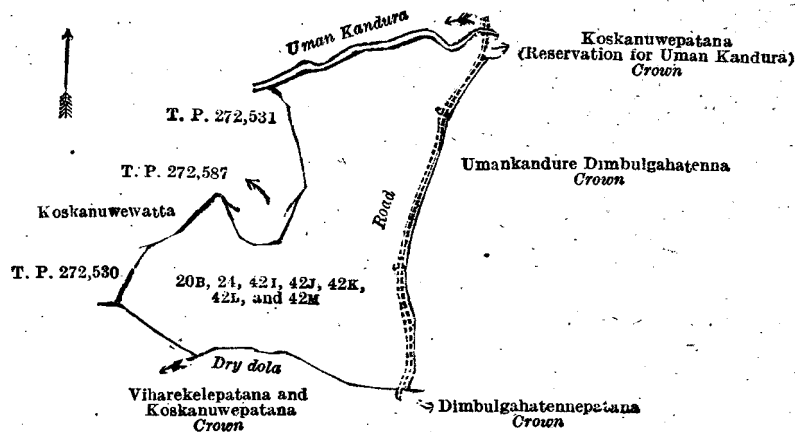 Uman Kandura
Koskanuwepatana
(Reservation for Uman Kandura)
Crown
T. P. 272,531
T. P. 272,587
Umankandure Dimbulgahatenna
Crown
Koskanuwewatta
Road
T. P. 272,530
20B, 24, 42I, 42J, 42K,
42L, and 42M
Dry dola
Viharekelepatana and
Koskanuwepatana
Crown
Dimbulgahatennepatana
Crown